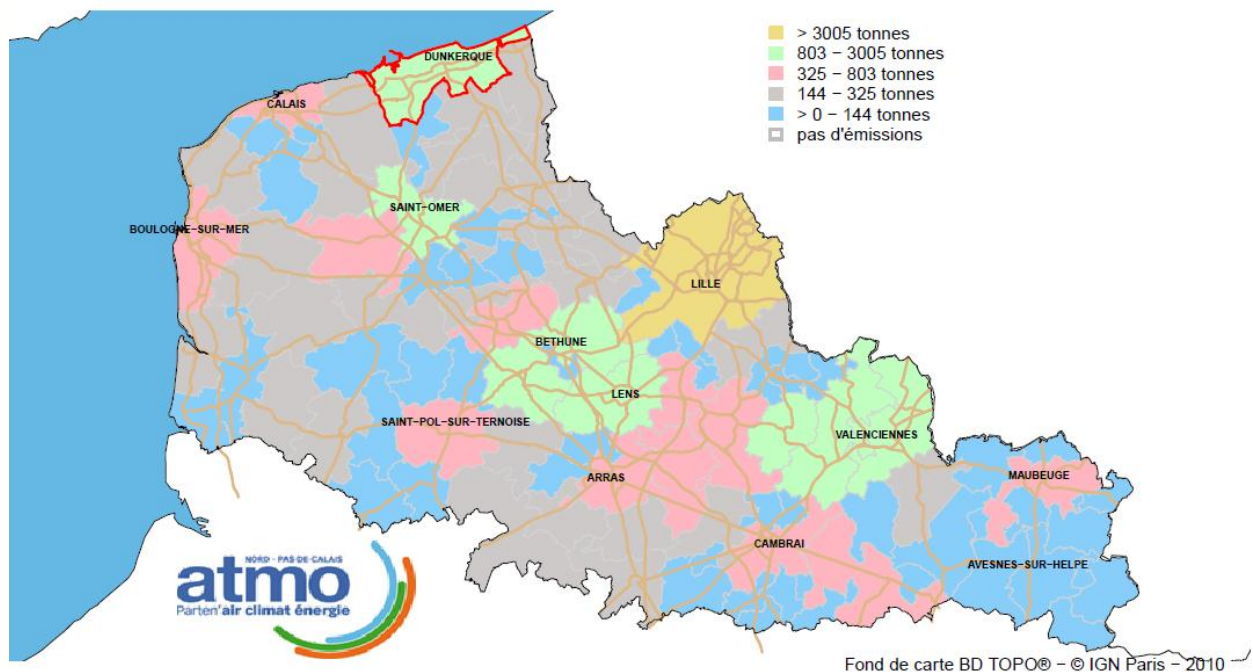 > 3005 tonnes
803 – 3005 tonnes
325 – 803 tonnes
144 – 325 tonnes
> 0 – 144 tonnes
pas d'émissions
DUNKERQUE
CALAIS
SAINT-OMER
BOULOGNE-SUR-MER
LILLE
BETHUNE
LENS
SAINT-POL-SUR-TERNOISE
VALENCIENNES
ARRAS
MAUBEUGE
CAMBRAI
AVESNES-SUR-HELPE
NORD - PAS-DE-CALAIS
atmo
Parten'air climat énergie
Fond de carte BD TOPO® – © IGN Paris – 2010